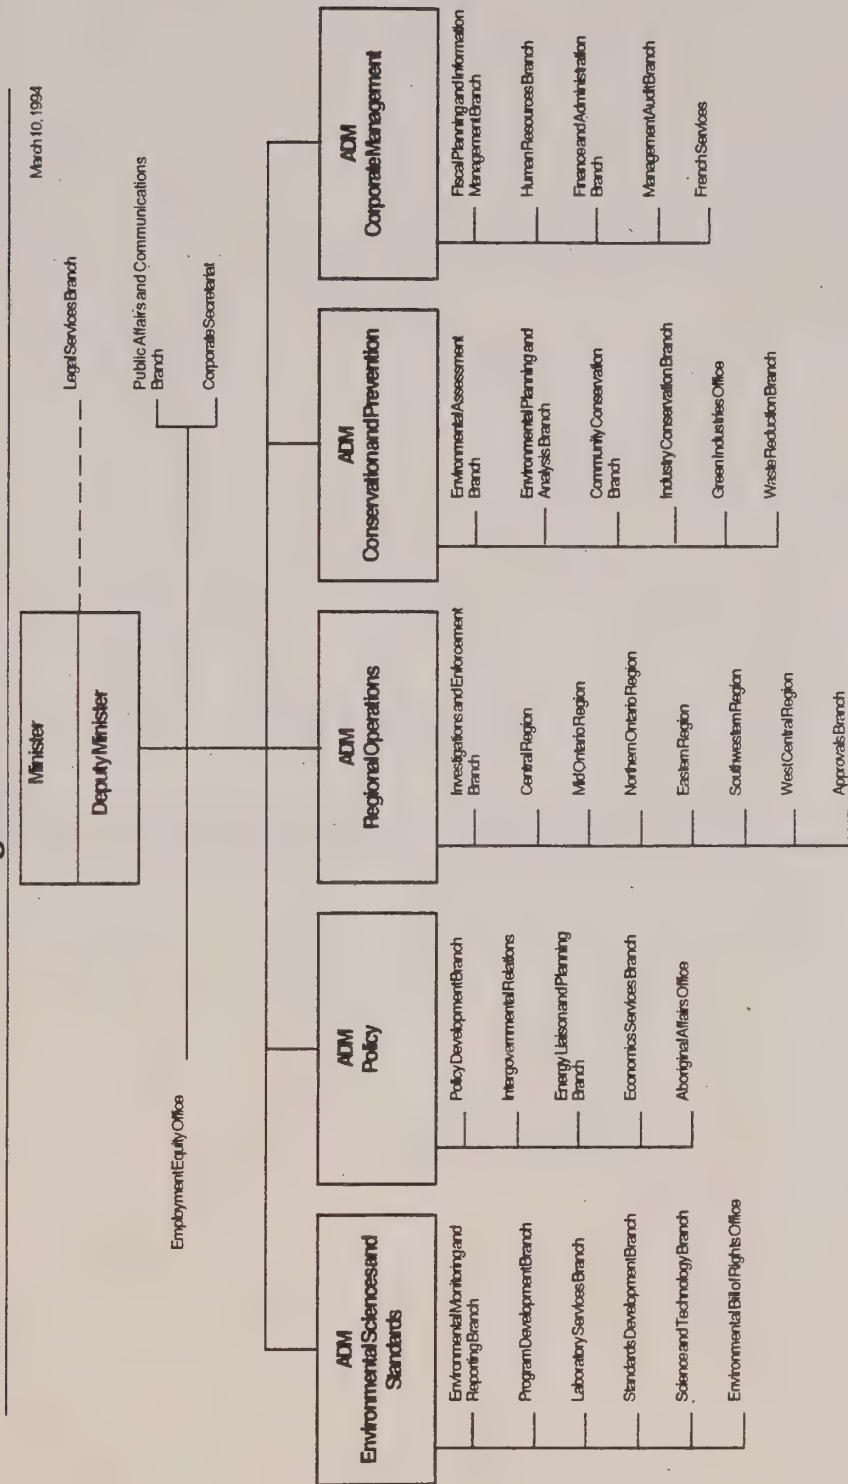 March 10, 1994
Minister
Legal Services Branch
Deputy Minister
Public Affairs and Communications
Branch
Employment Equity Office
Corporate Secretariat
ADM
Environmental Sciences and
Standards
Environmental Monitoring and
Reporting Branch
Program Development Branch
Laboratory Services Branch
Standards Development Branch
Science and Technology Branch
Environmental Bill of Rights Office
ADM
Policy
Policy Development Branch
Intergovernmental Relations
Energy Liaison and Planning
Branch
Economics Services Branch
Aboriginal Affairs Office
ADM
Regional Operations
Investigations and Enforcement
Branch
Central Region
Mid Ontario Region
Northern Ontario Region
Eastern Region
Southwestern Region
West Central Region
Approvals Branch
ADM
Conservation and Prevention
Environmental Assessment
Branch
Environmental Planning and
Analysis Branch
Community Conservation
Branch
Industry Conservation Branch
Green Industries Office
Waste Reduction Branch
ADM
Corporate Management
Fiscal Planning and Information
Management Branch
Human Resources Branch
Finance and Administration
Branch
Management Audit Branch
French Services